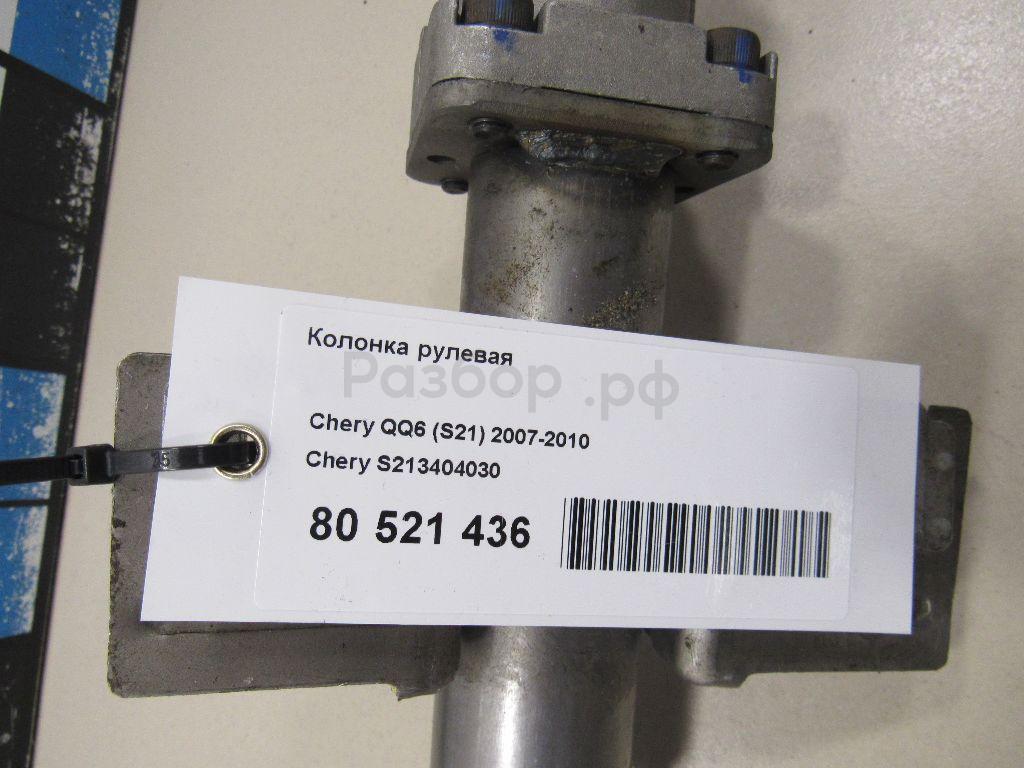 Колонка рулевая
Разбор.рф
Chery QQ6 (S21) 2007-2010
Chery S213404030
80 521 436